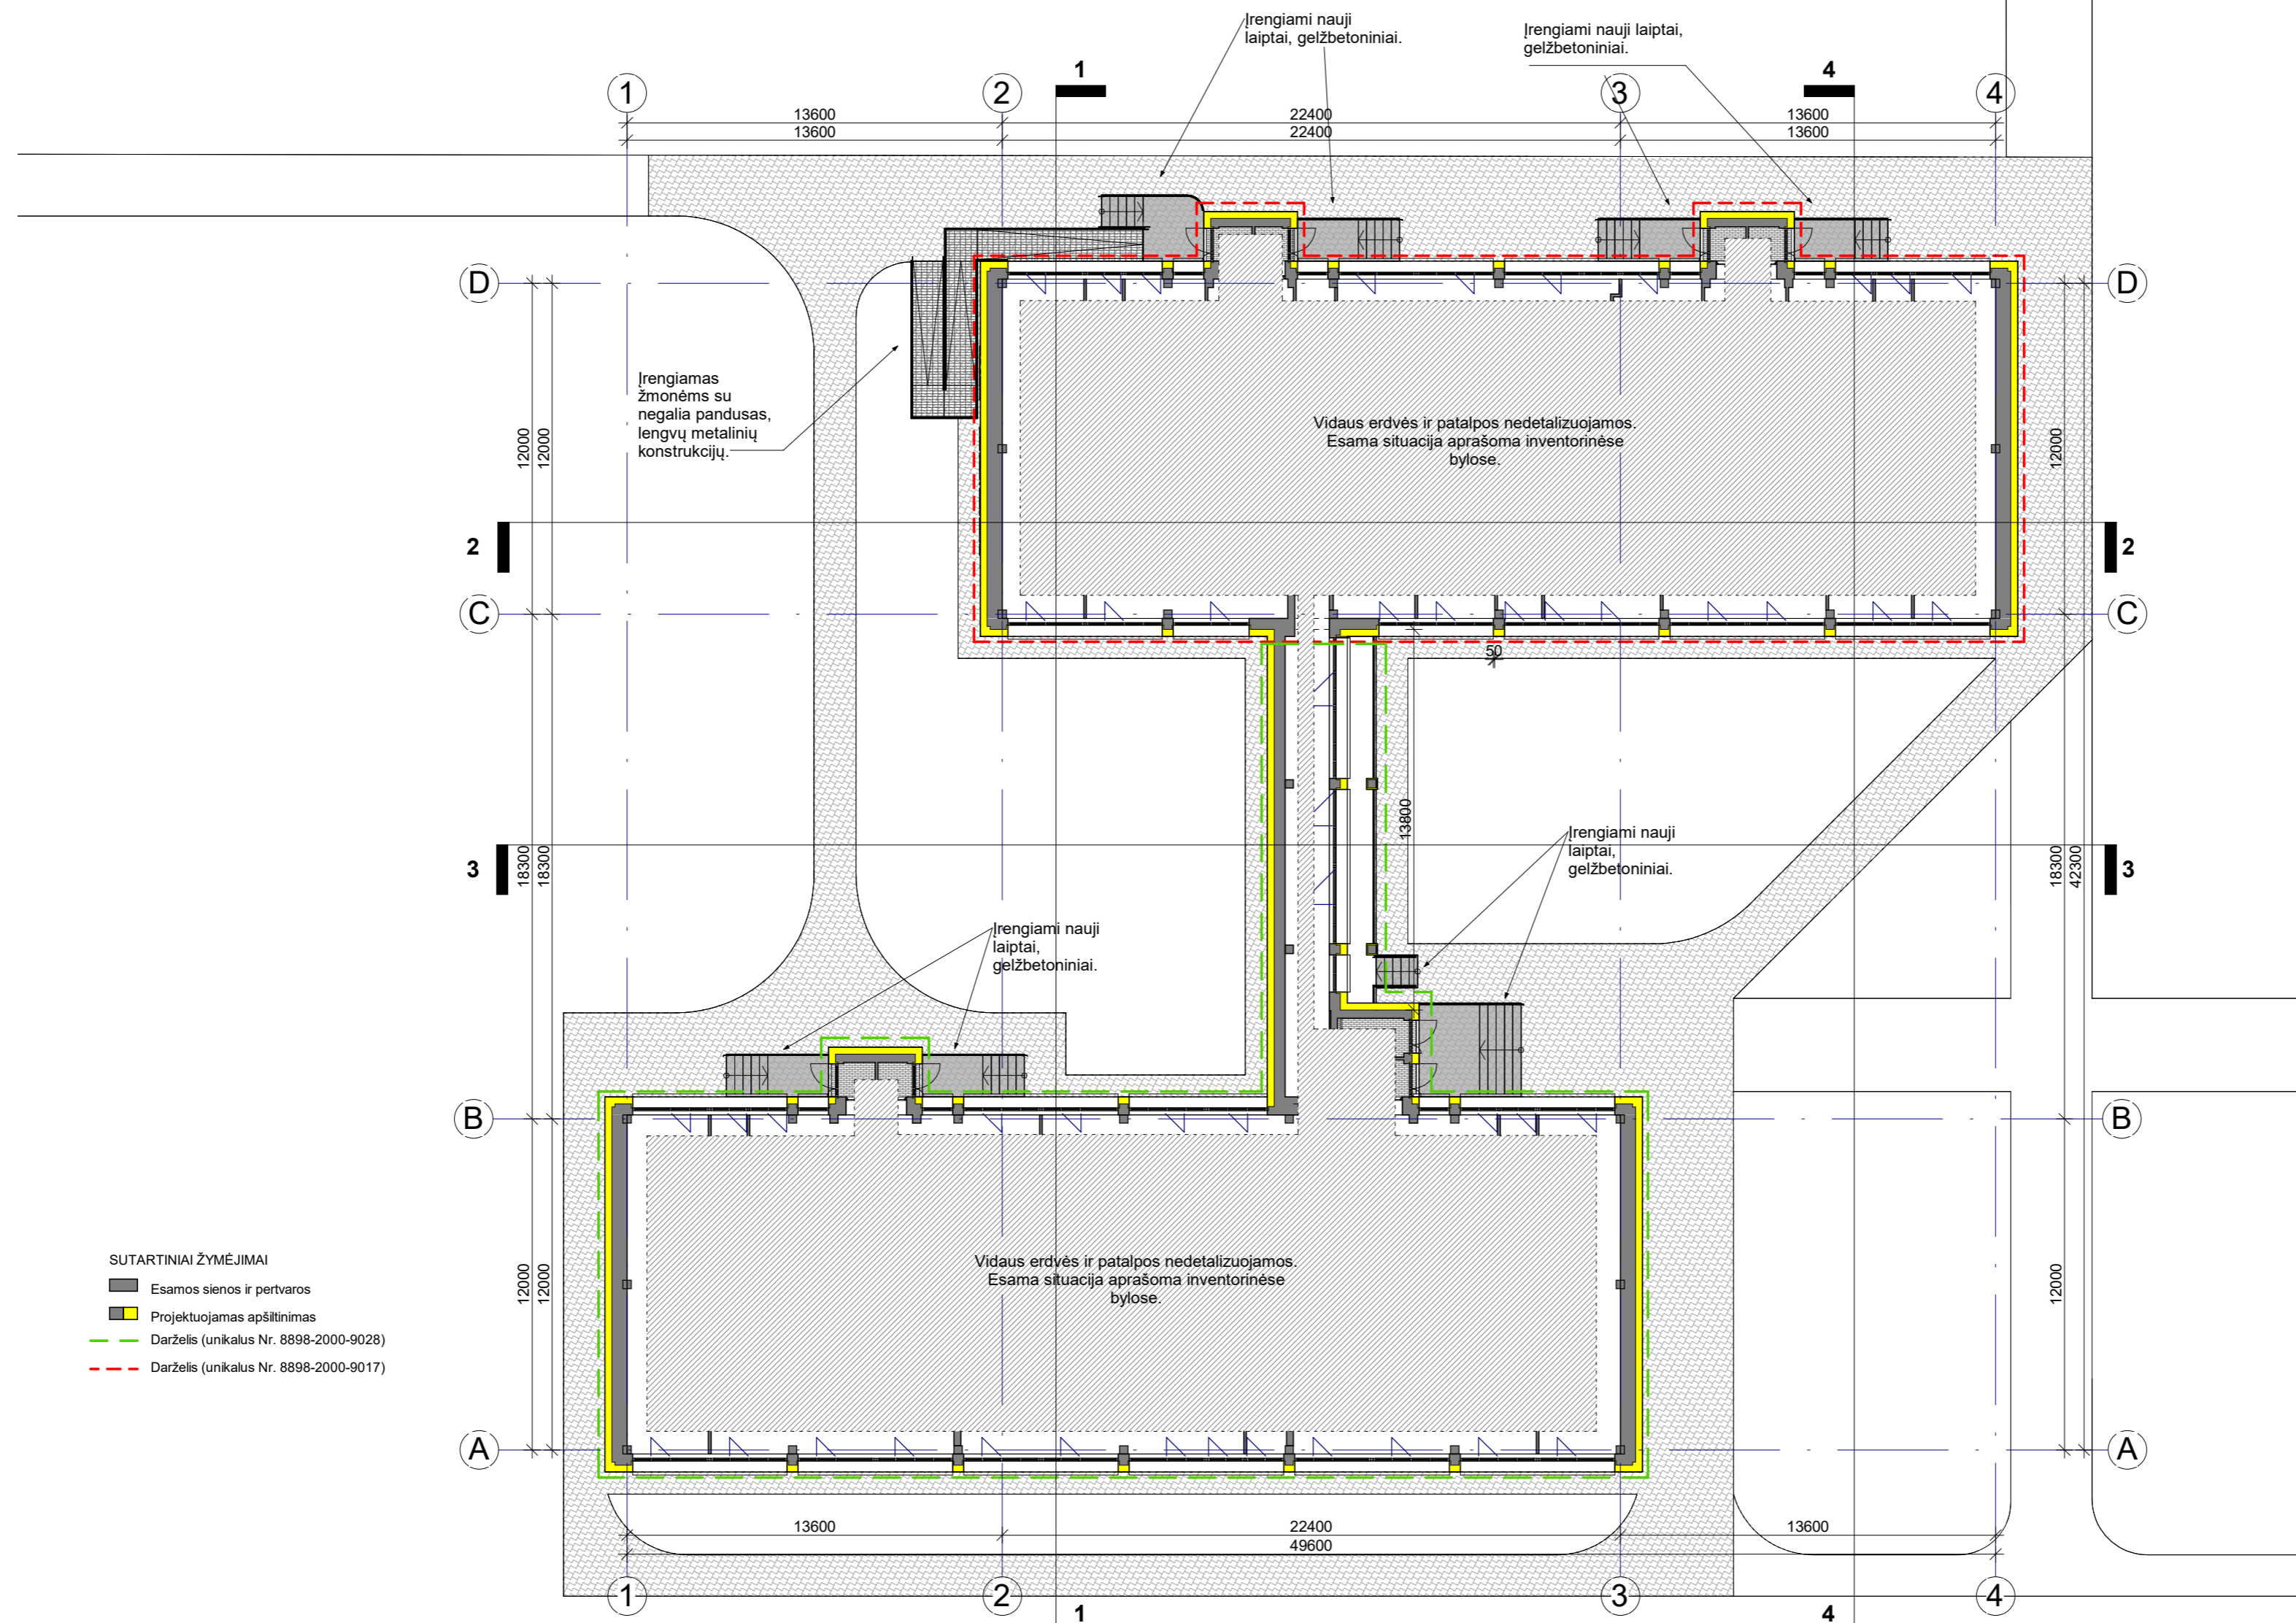 Įrengiami nauji
laiptai, gelžbetoniniai.
Įrengiami nauji laiptai,
gelžbetoniniai.
1
4
1
2
3
4
13600
22400
13600
13600
22400
13600
D
D
Įrengiamas
žmonėms su
negalia pandusas,
lengvų metalinių
konstrukcijų.
Vidaus erdvės ir patalpos nedetalizuojamos.
Esama situacija aprašoma inventorinėse
bylose.
12000
12000
12000
2
2
C
C
50
13800
Įrengiami nauji
laiptai,
gelžbetoniniai.
3
18300
18300
18300
42300
3
Įrengiami nauji
laiptai,
gelžbetoniniai.
B
B
Vidaus erdvės ir patalpos nedetalizuojamos.
Esama situacija aprašoma inventorinėse
bylose.
12000
12000
12000
SUTARTINIAI ŽYMĖJIMAI
Esamos sienos ir pertvaros
Projektuojamas apšiltinimas
Darželis (unikalus Nr. 8898-2000-9028)
Darželis (unikalus Nr. 8898-2000-9017)
A
A
13600
22400
13600
49600
1
2
3
4
1
4